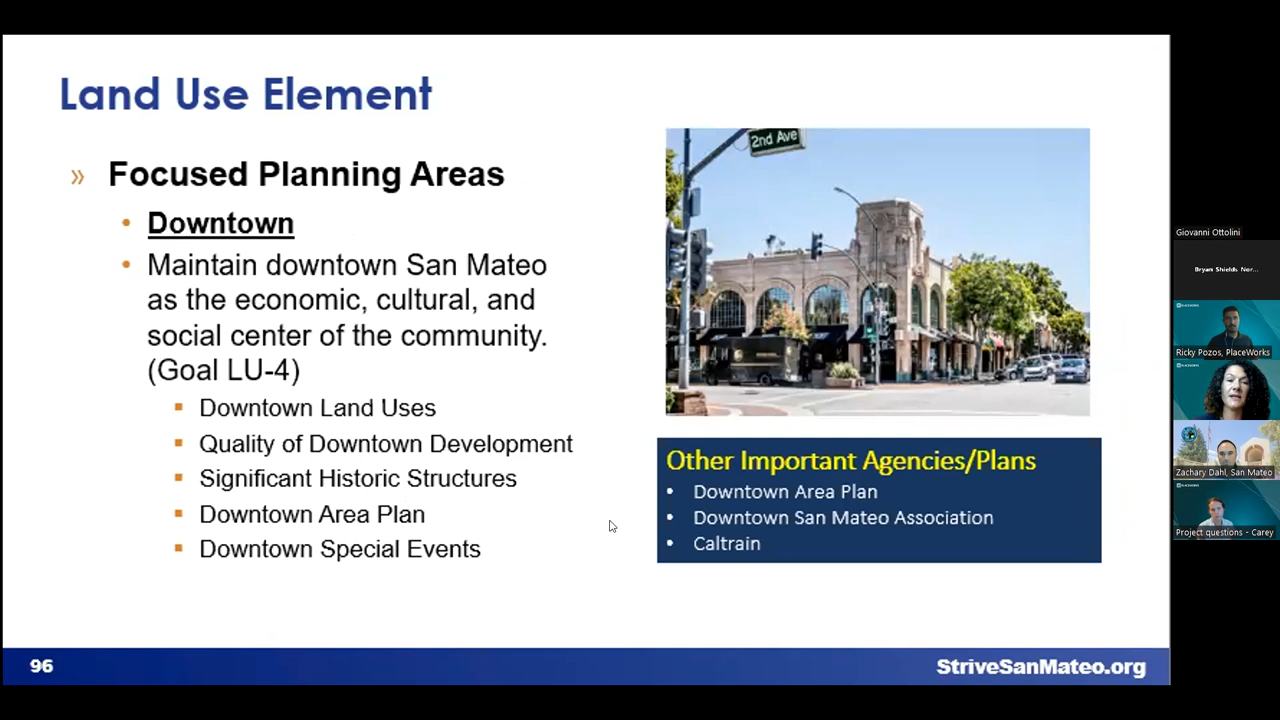 Land Use Element
» Focused Planning Areas
• Downtown
• Maintain downtown San Mateo
as the economic, cultural, and
social center of the community.
(Goal LU-4)
▪ Downtown Land Uses
▪ Quality of Downtown Development
▪ Significant Historic Structures
▪ Downtown Area Plan
▪ Downtown Special Events
2nd Ave
Other Important Agencies/Plans
• Downtown Area Plan
• Downtown San Mateo Association
• Caltrain
96
StriveSanMateo.org
Giovanni Ottolini
Bryan Shields Nor...
PLACEWORKS
Ricky Pozos, PlaceWorks
PLACEWORKS
Zachary Dahl, San Mateo
PLACEWORKS
Project questions - Carey